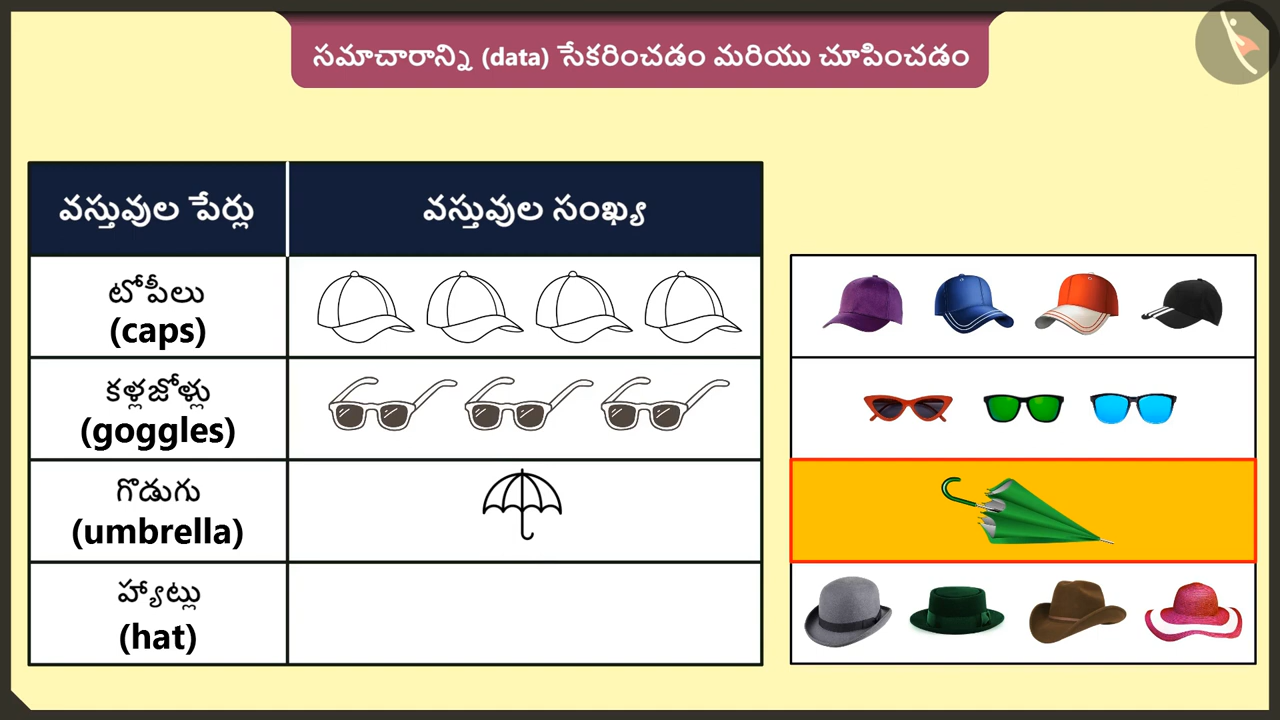 సమాచారాన్ని (data) సేకరించడం మరియు చూపించడం
వస్తువుల పేర్లు
వస్తువుల సంఖ్య
టోపీలు
(caps)
కళ్లజోళ్లు
(goggles)
గొడుగు
(umbrella)
హ్యాట్లు
(hat)